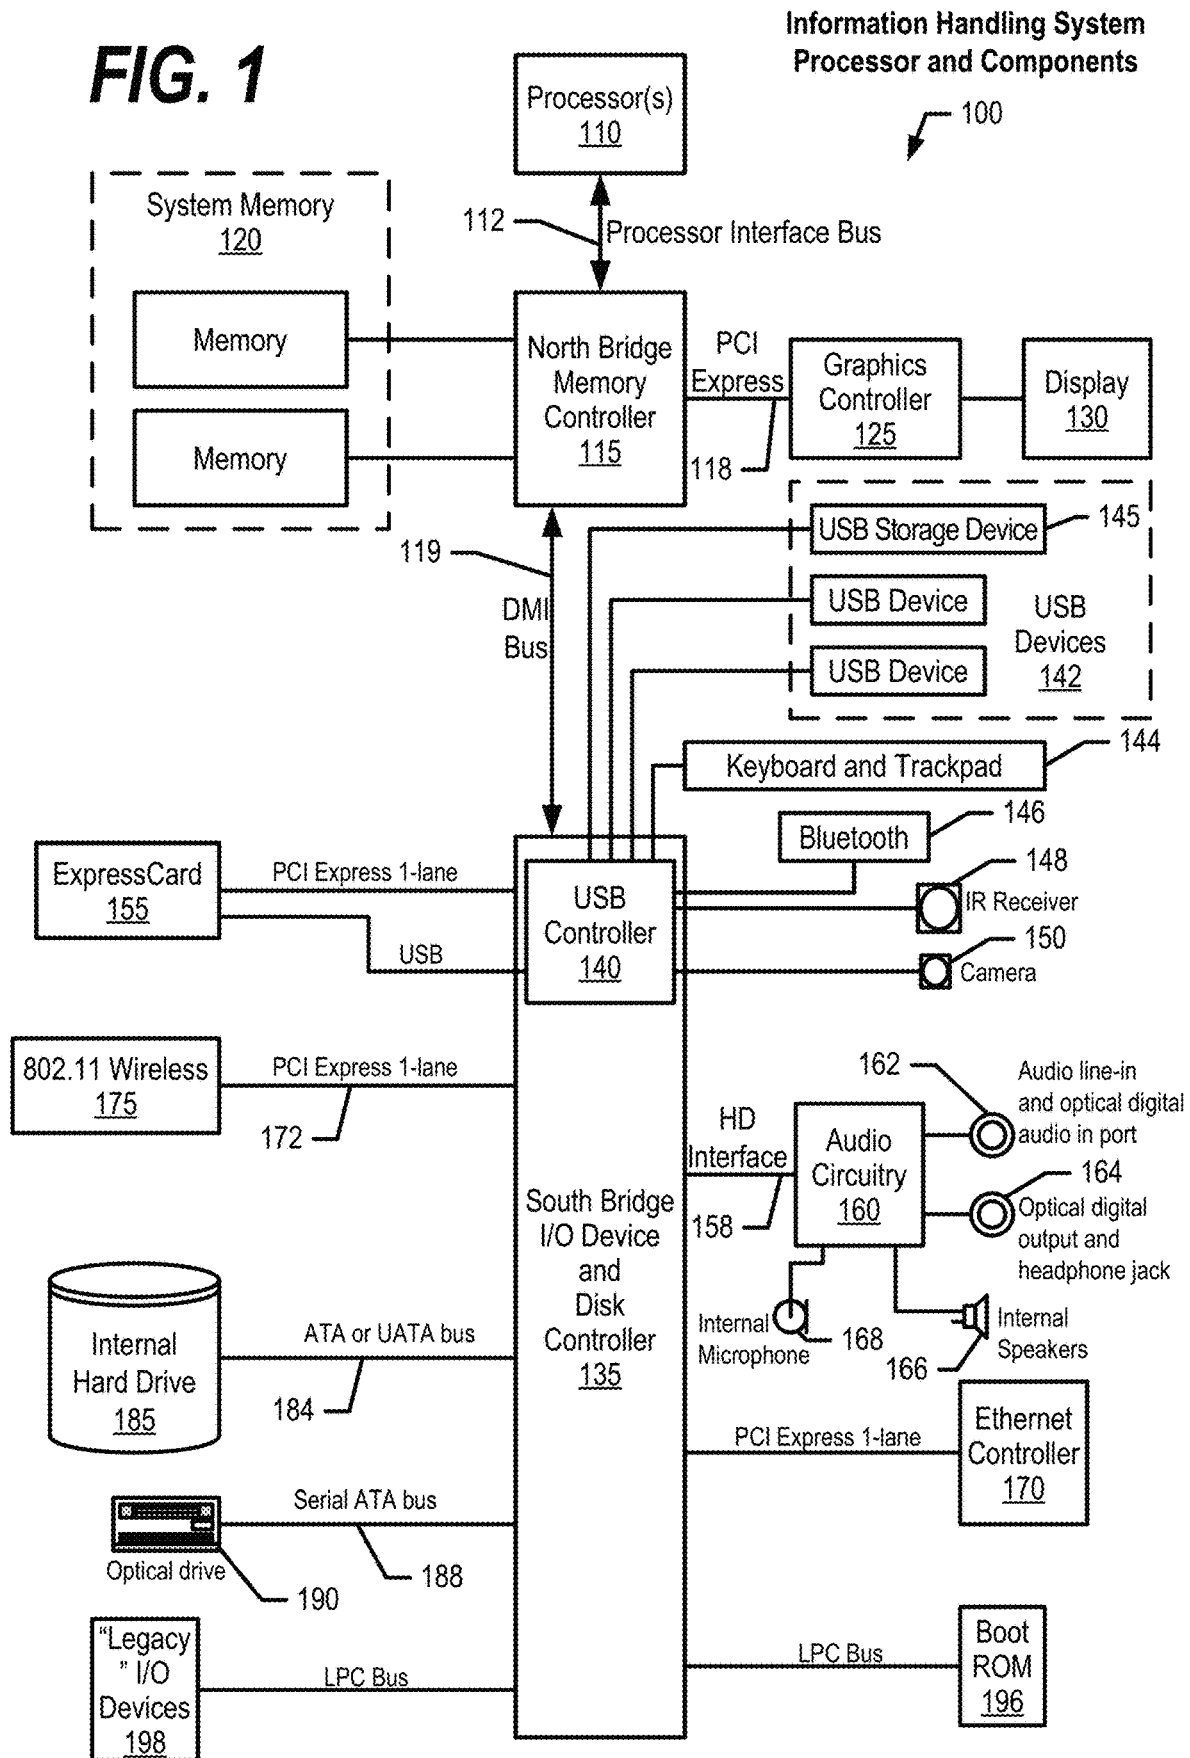 FIG. 1
Information Handling System
Processor and Components
100
Processor(s)
110
112
Processor Interface Bus
System Memory
120
Memory
Memory
North Bridge
Memory
Controller
115
PCI
Express
118
Graphics
Controller
125
Display
130
119
DMI
Bus
USB Storage Device
145
USB Device
USB Device
USB
Devices
142
Keyboard and Trackpad
144
Bluetooth
146
148
IR Receiver
150
Camera
ExpressCard
155
PCI Express 1-lane
USB
USB
Controller
140
802.11 Wireless
175
PCI Express 1-lane
172
HD
Interface
158
Audio
Circuitry
160
162
Audio line-in
and optical digital
audio in port
164
Optical digital
output and
headphone jack
Internal
Microphone
168
166
Internal
Speakers
South Bridge
I/O Device
and
Disk
Controller
135
Internal
Hard Drive
185
ATA or UATA bus
184
PCI Express 1-lane
Ethernet
Controller
170
Serial ATA bus
188
Optical drive
190
“Legacy
” I/O
Devices
198
LPC Bus
LPC Bus
Boot
ROM
196